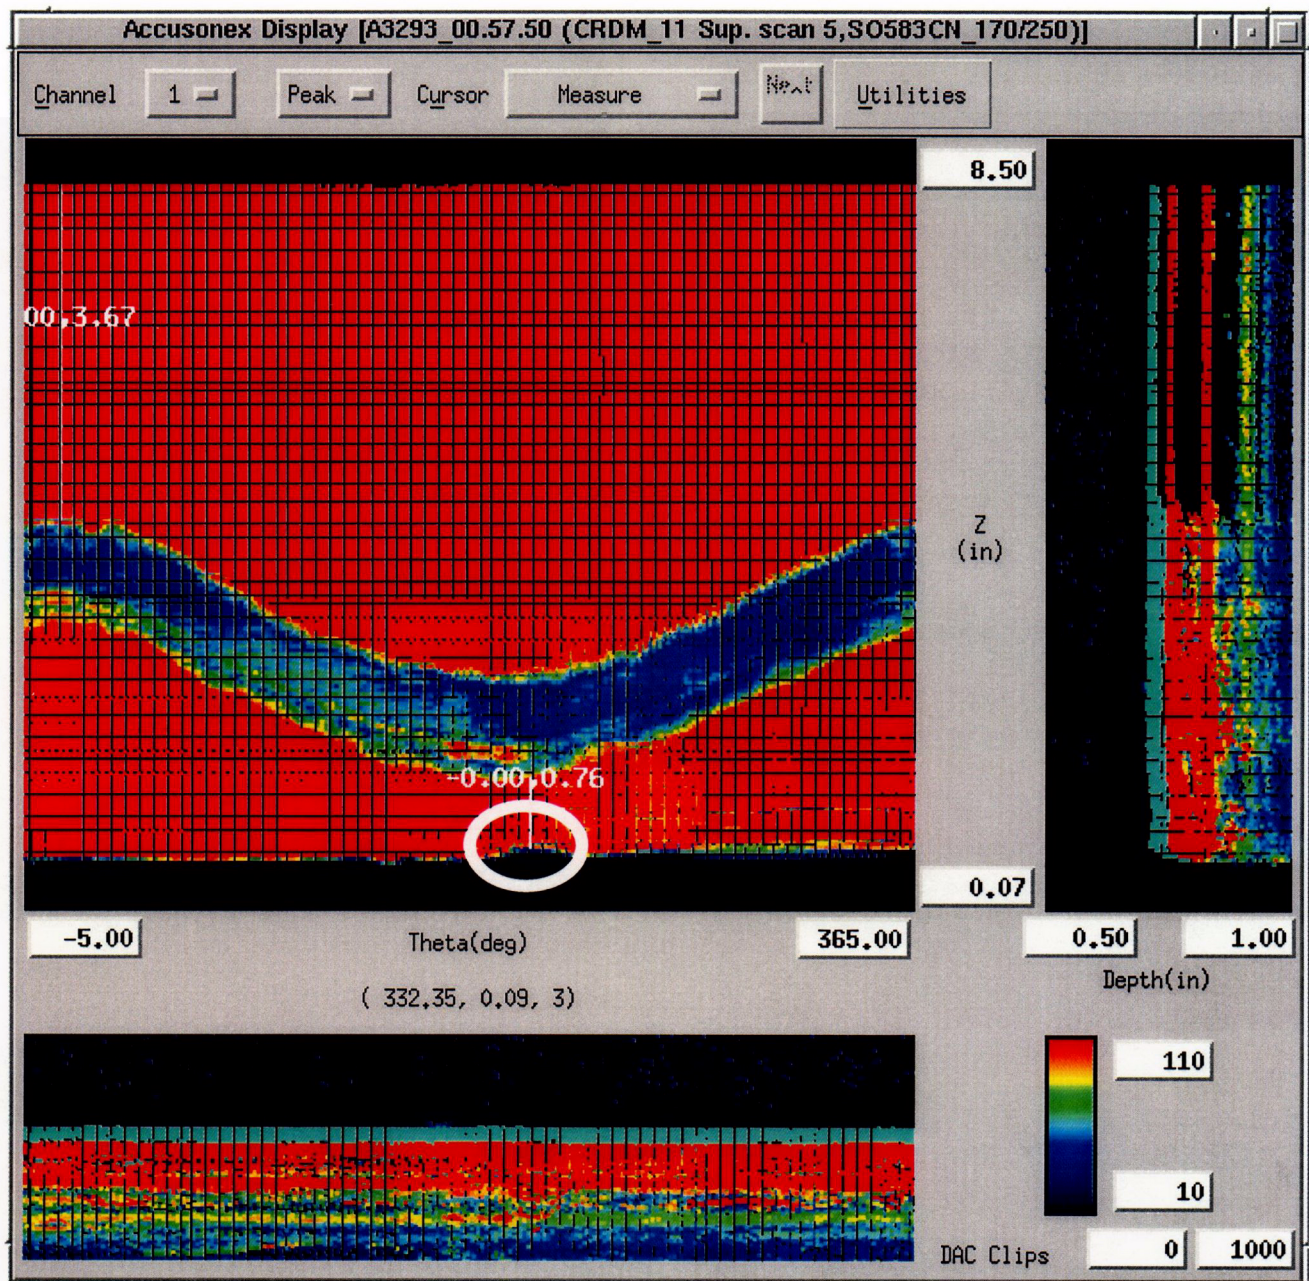 Accusonex Display [A3293_00.57.50 (CRDM_11 Sup. scan 5,SO583CN_170/250)]
Channel 1 Peak Cursor Measure Next Utilities
8.50
00,3.67
Z
(in)
-0.00,0.76
0.07
-5.00 Theta(deg) 365.00 0.50 1.00
Depth(in)
( 332.35, 0.09, 3)
110
10
DAC Clips 0 1000